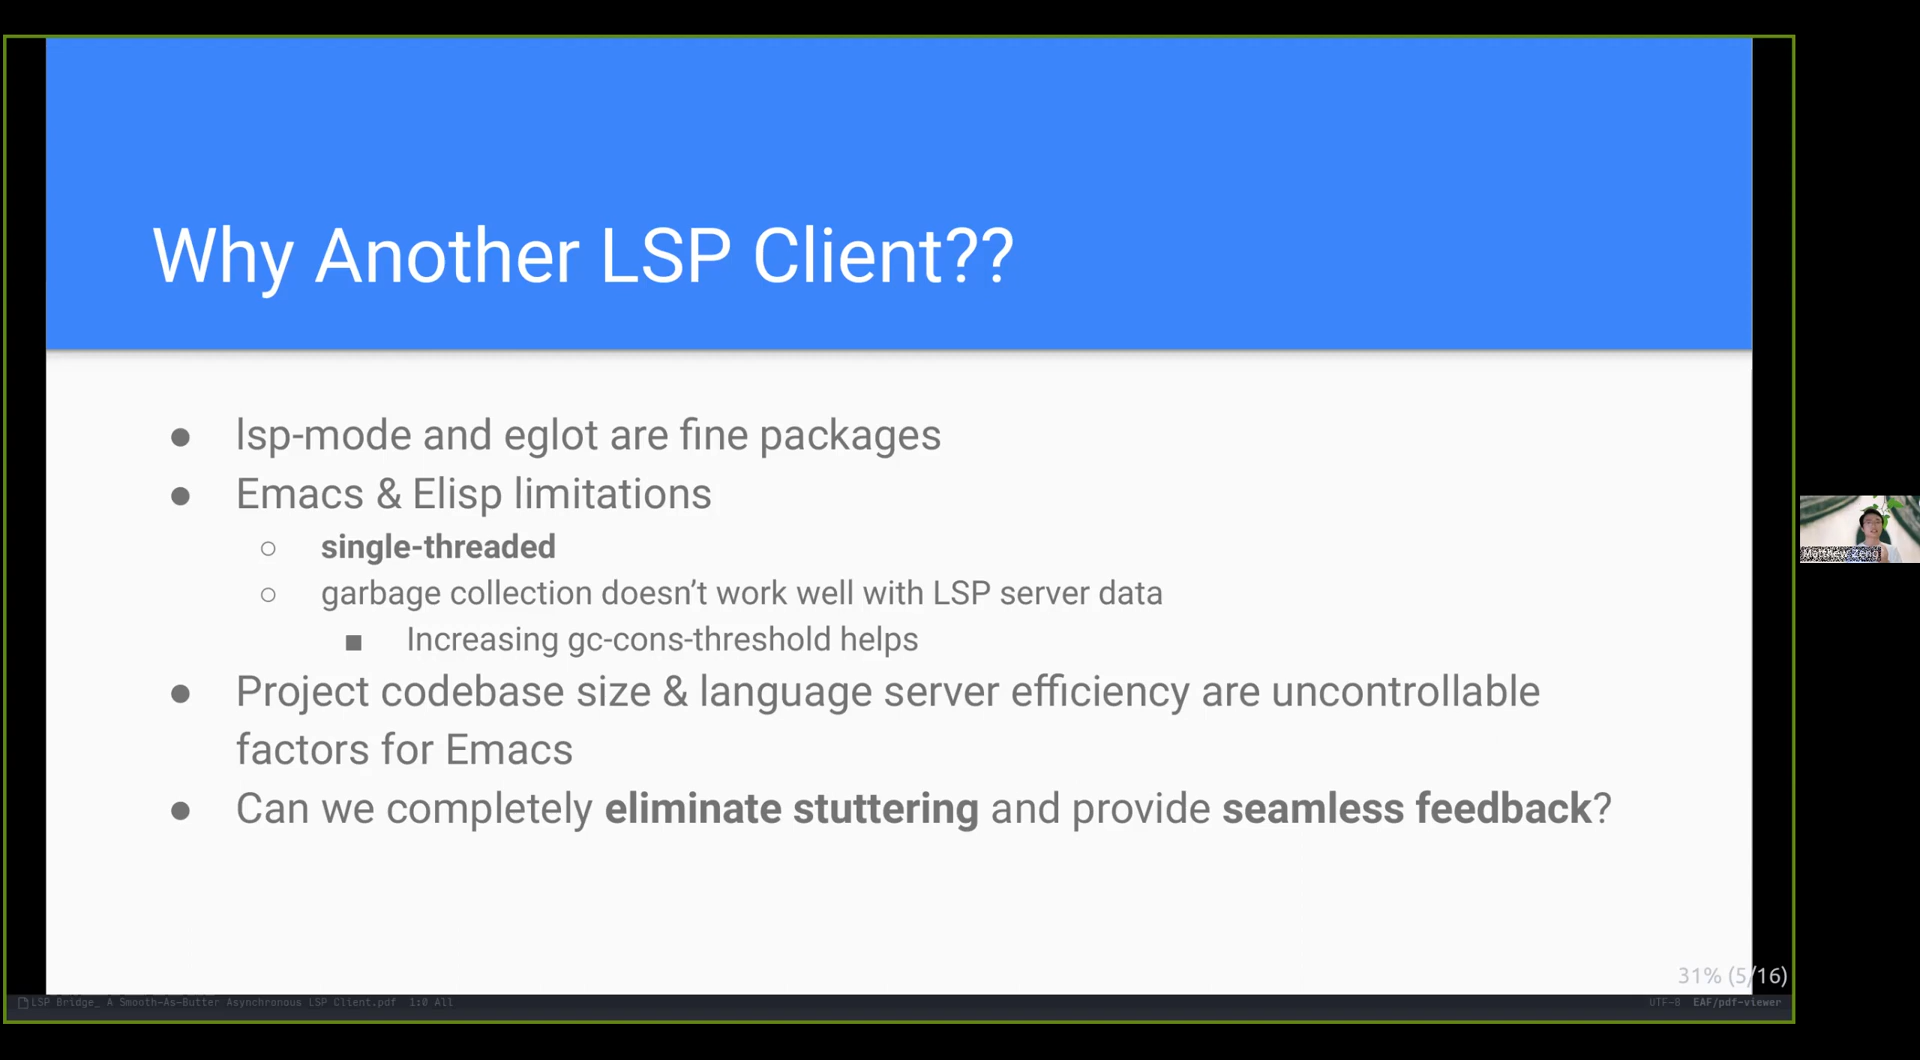 Why Another LSP Client??
● lsp-mode and eglot are fine packages
● Emacs & Elisp limitations
○ single-threaded
○ garbage collection doesn’t work well with LSP server data
■ Increasing gc-cons-threshold helps
● Project codebase size & language server efficiency are uncontrollable
factors for Emacs
● Can we completely eliminate stuttering and provide seamless feedback?
Matthew Zeng
31% (5/16)
LSP Bridge_ A Smooth-As-Butter Asynchronous LSP Client.pdf 1:0 All
UTF-8 EAF/pdf-viewer